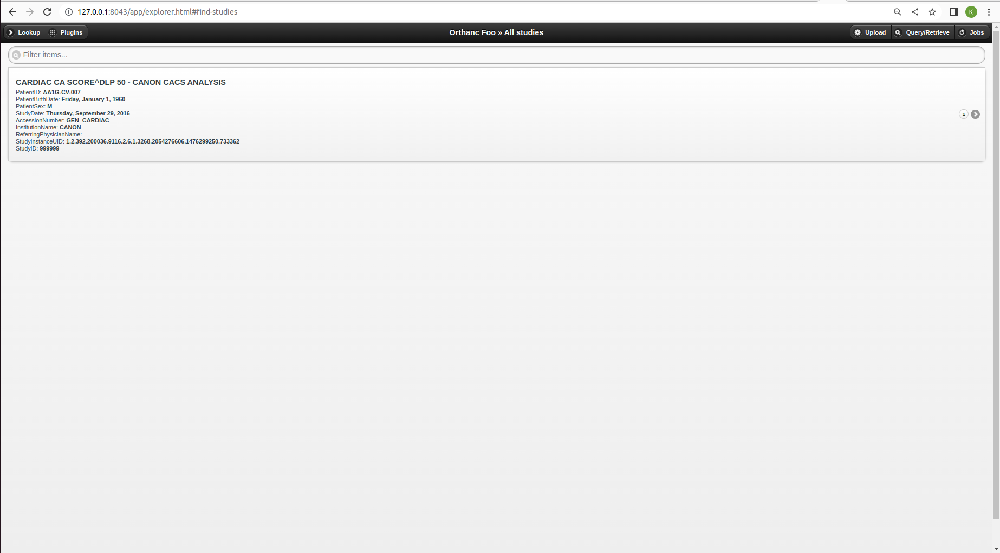 127.0.0.1:8043/app/explorer.html#find-studies
K
Lookup
Plugins
Orthanc Foo » All studies
Upload
Query/Retrieve
Jobs
Filter items...
CARDIAC CA SCORE^DLP 50 - CANON CACS ANALYSIS
PatientID: AA1G-CV-007
PatientBirthDate: Friday, January 1, 1960
PatientSex: M
StudyDate: Thursday, September 29, 2016
AccessionNumber: GEN_CARDIAC
InstitutionName: CANON
ReferringPhysicianName:
StudyInstanceUID: 1.2.392.200036.9116.2.6.1.3268.2054276606.1476299250.733362
StudyID: 999999
1